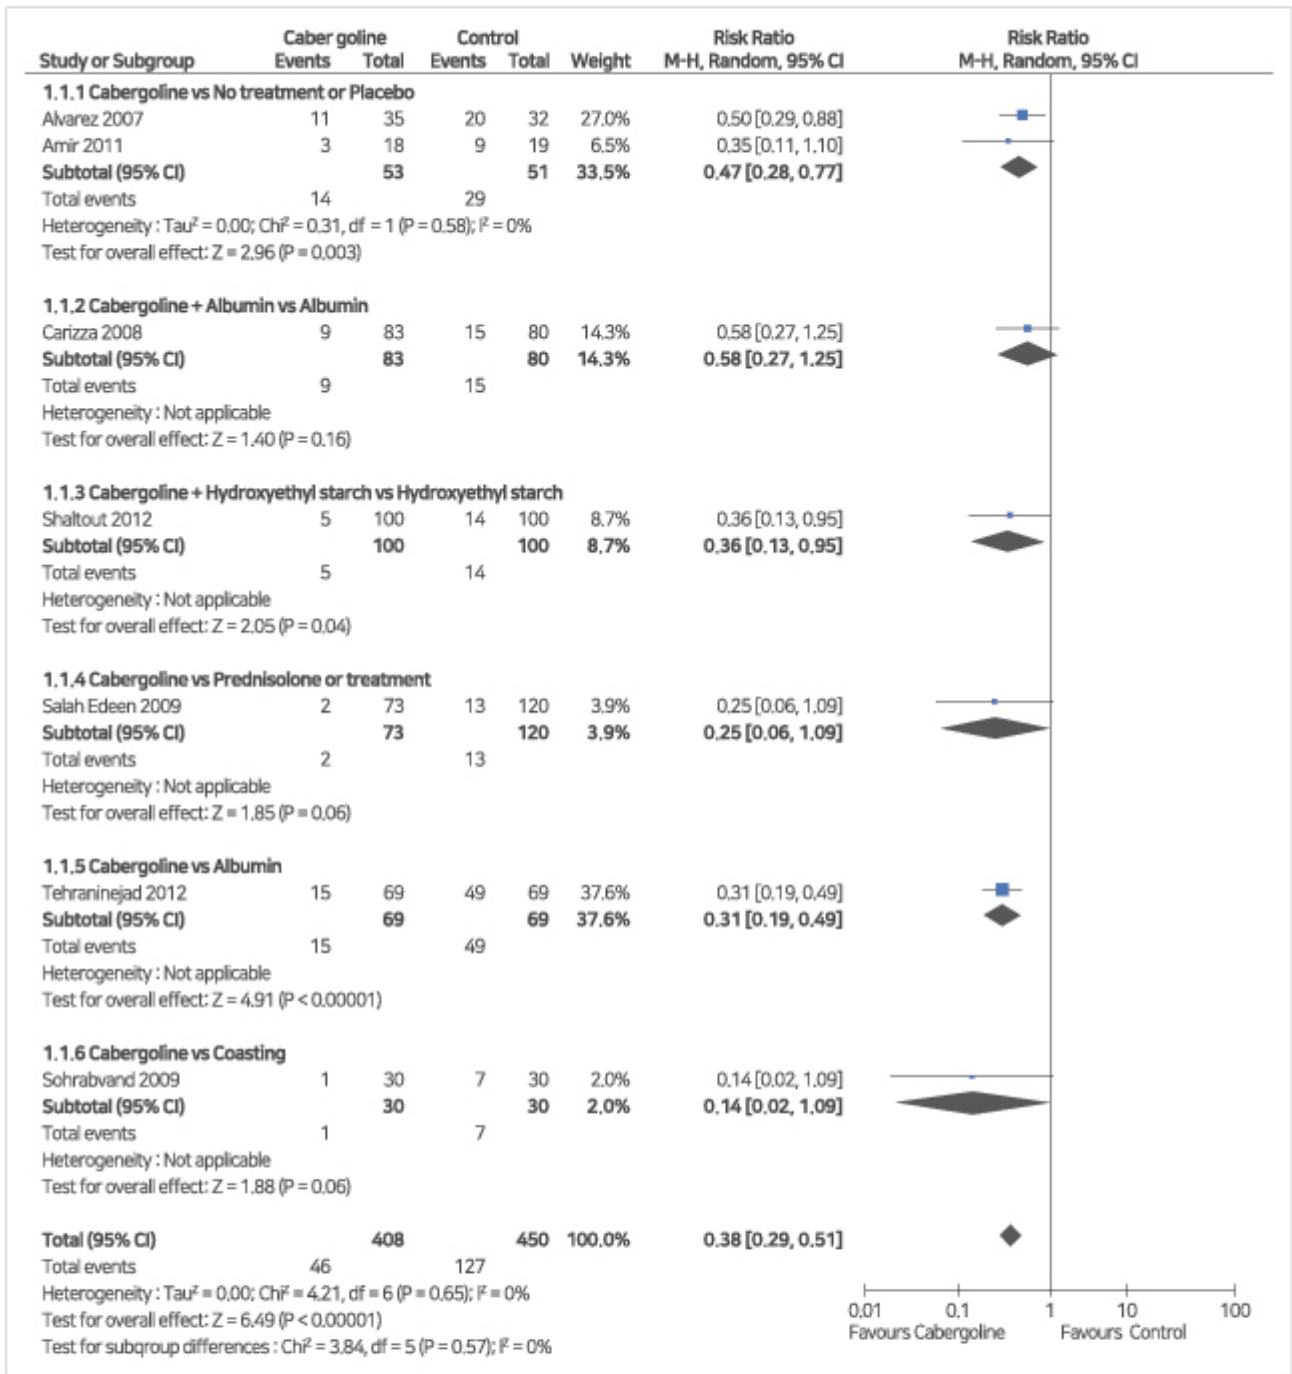 Caber goline Control Risk Ratio Risk Ratio
Study or Subgroup Events Total Events Total Weight M-H, Random, 95% CI M-H, Random, 95% CI
1.1.1 Cabergoline vs No treatment or Placebo
Alvarez 2007 11 35 20 32 27.0% 0.50 [0.29, 0.88]
Amir 2011 3 18 9 19 6.5% 0.35 [0.11, 1.10]
Subtotal (95% CI) 53 51 33.5% 0.47 [0.28, 0.77]
Total events 14 29
Heterogeneity : Tau² = 0.00; Chi² = 0.31, df = 1 (P = 0.58); I² = 0%
Test for overall effect: Z = 2.96 (P = 0.003)
1.1.2 Cabergoline + Albumin vs Albumin
Carizza 2008 9 83 15 80 14.3% 0.58 [0.27, 1.25]
Subtotal (95% CI) 83 80 14.3% 0.58 [0.27, 1.25]
Total events 9 15
Heterogeneity : Not applicable
Test for overall effect: Z = 1.40 (P = 0.16)
1.1.3 Cabergoline + Hydroxyethyl starch vs Hydroxyethyl starch
Shaltout 2012 5 100 14 100 8.7% 0.36 [0.13, 0.95]
Subtotal (95% CI) 100 100 8.7% 0.36 [0.13, 0.95]
Total events 5 14
Heterogeneity : Not applicable
Test for overall effect: Z = 2.05 (P = 0.04)
1.1.4 Cabergoline vs Prednisolone or treatment
Salah Edeen 2009 2 73 13 120 3.9% 0.25 [0.06, 1.09]
Subtotal (95% CI) 73 120 3.9% 0.25 [0.06, 1.09]
Total events 2 13
Heterogeneity : Not applicable
Test for overall effect: Z = 1.85 (P = 0.06)
1.1.5 Cabergoline vs Albumin
Tehraninejad 2012 15 69 49 69 37.6% 0.31 [0.19, 0.49]
Subtotal (95% CI) 69 69 37.6% 0.31 [0.19, 0.49]
Total events 15 49
Heterogeneity : Not applicable
Test for overall effect: Z = 4.91 (P < 0.00001)
1.1.6 Cabergoline vs Coasting
Sohrabvand 2009 1 30 7 30 2.0% 0.14 [0.02, 1.09]
Subtotal (95% CI) 30 30 2.0% 0.14 [0.02, 1.09]
Total events 1 7
Heterogeneity : Not applicable
Test for overall effect: Z = 1.88 (P = 0.06)
Total (95% CI) 408 450 100.0% 0.38 [0.29, 0.51]
Total events 46 127
Heterogeneity : Tau² = 0.00; Chi² = 4.21, df = 6 (P = 0.65); I² = 0%
Test for overall effect: Z = 6.49 (P < 0.00001)
Test for subgroup differences : Chi² = 3.84, df = 5 (P = 0.57); I² = 0%
0.01 0.1 1 10 100
Favours Cabergoline Favours Control